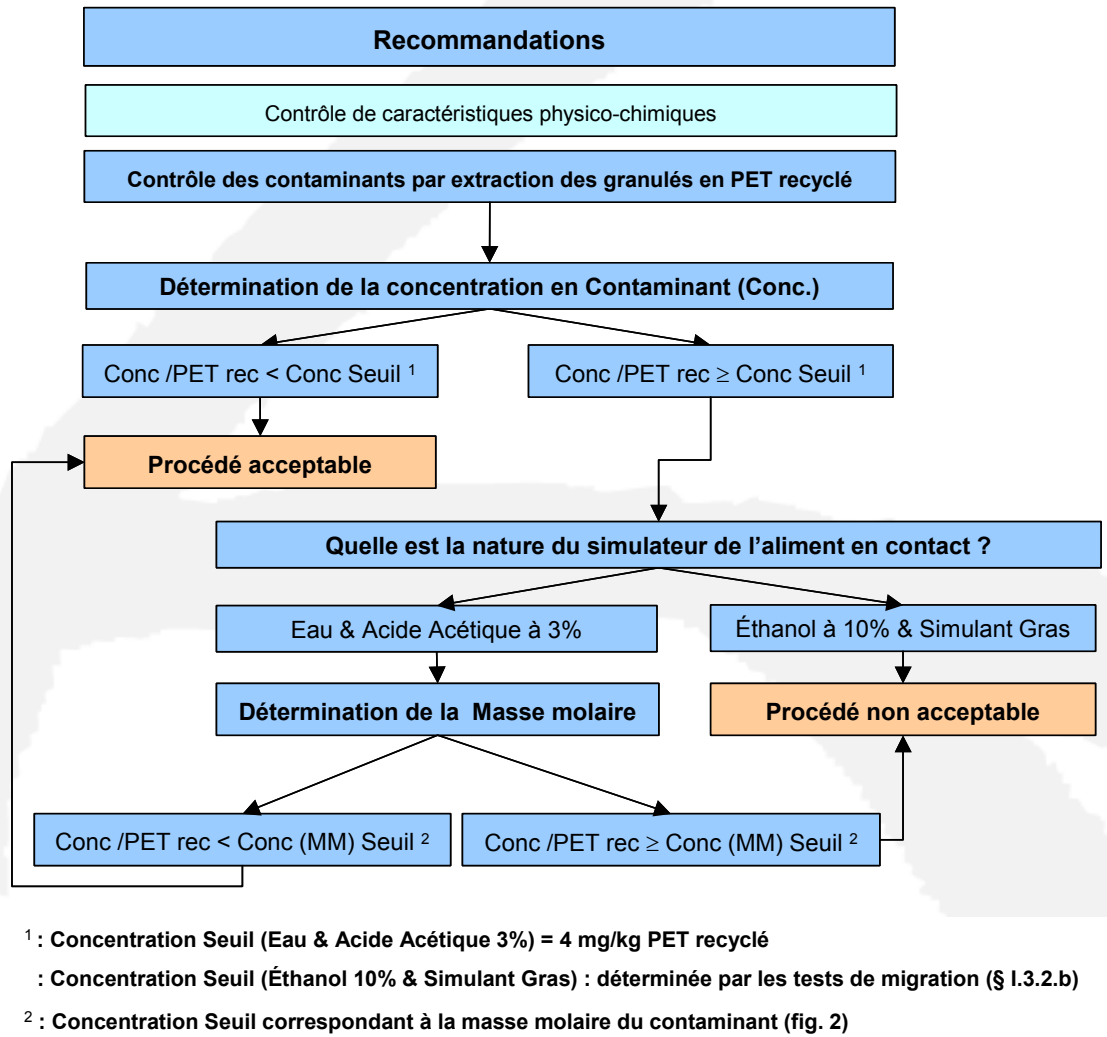 Recommandations
Contrôle de caractéristiques physico-chimiques
Contrôle des contaminants par extraction des granulés en PET recyclé
Détermination de la concentration en Contaminant (Conc.)
Conc /PET rec < Conc Seuil ¹
Conc /PET rec ≥ Conc Seuil ¹
Procédé acceptable
Quelle est la nature du simulateur de l’aliment en contact ?
Eau & Acide Acétique à 3%
Éthanol à 10% & Simulant Gras
Détermination de la Masse molaire
Procédé non acceptable
Conc /PET rec < Conc (MM) Seuil ²
Conc /PET rec ≥ Conc (MM) Seuil ²
¹ : Concentration Seuil (Eau & Acide Acétique 3%) = 4 mg/kg PET recyclé
: Concentration Seuil (Éthanol 10% & Simulant Gras) : déterminée par les tests de migration (§ I.3.2.b)
² : Concentration Seuil correspondant à la masse molaire du contaminant (fig. 2)